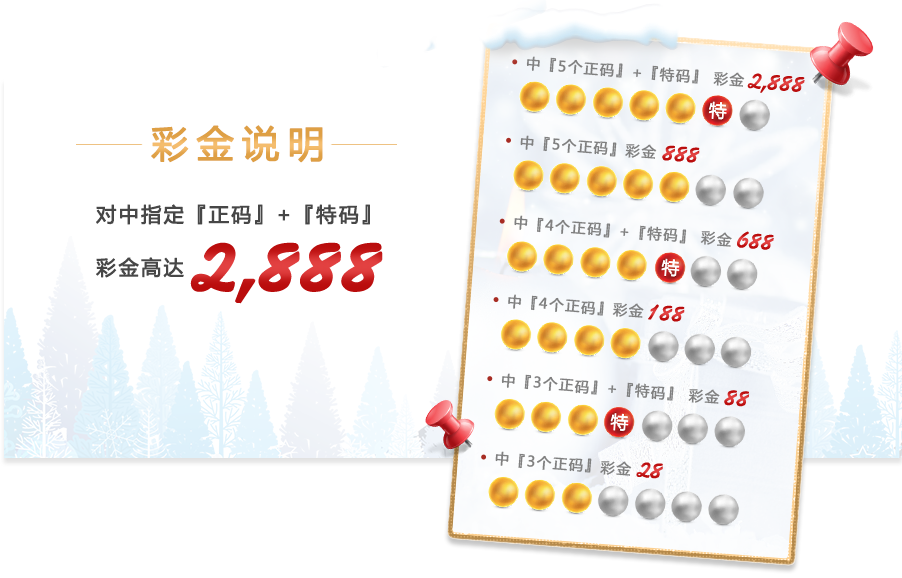 彩金说明
对中指定『正码』+『特码』
彩金高达 2,888
• 中『5个正码』+『特码』 彩金 2,888
特
• 中『5个正码』彩金 888
• 中『4个正码』+『特码』 彩金 688
特
• 中『4个正码』彩金 188
• 中『3个正码』+『特码』 彩金 88
特
• 中『3个正码』彩金 28